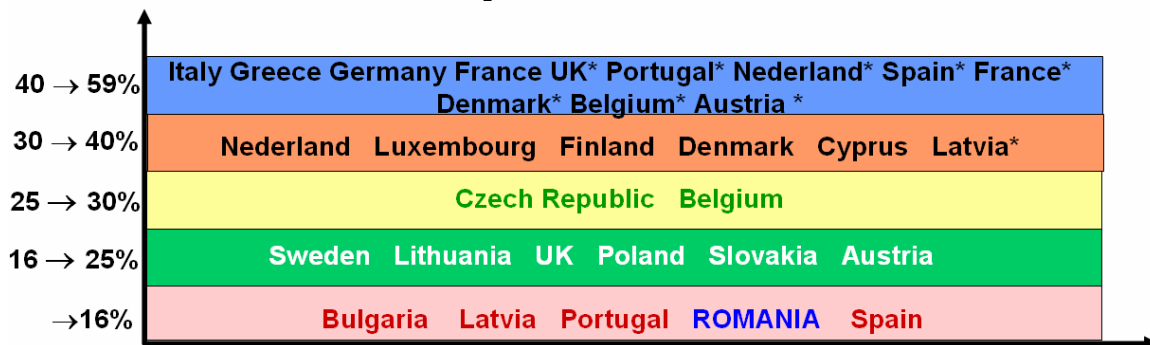 40 → 59%
Italy Greece Germany France UK* Portugal* Nederland* Spain* France*
Denmark* Belgium* Austria *
30 → 40%
Nederland Luxembourg Finland Denmark Cyprus Latvia*
25 → 30%
Czech Republic Belgium
16 → 25%
Sweden Lithuania UK Poland Slovakia Austria
→16%
Bulgaria Latvia Portugal ROMANIA Spain